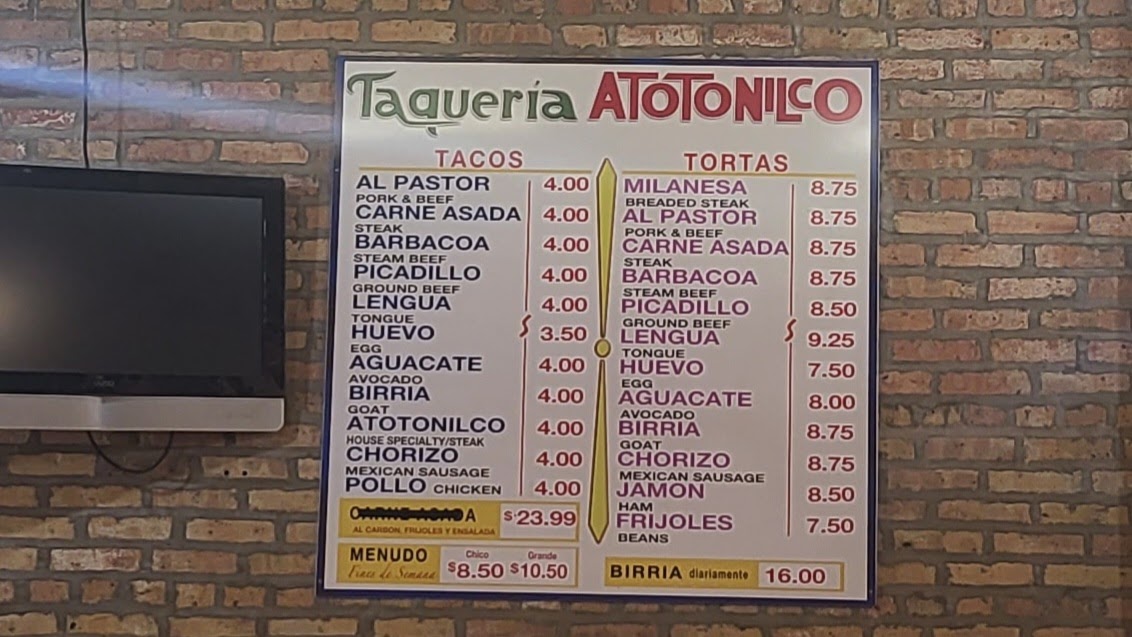 Taquería ATOTONILCO
TACOS
AL PASTOR 4.00
PORK & BEEF
CARNE ASADA 4.00
STEAK
BARBACOA 4.00
STEAM BEEF
PICADILLO 4.00
GROUND BEEF
LENGUA 4.00
TONGUE
HUEVO 3.50
EGG
AGUACATE 4.00
AVOCADO
BIRRIA 4.00
GOAT
ATOTONILCO 4.00
HOUSE SPECIALTY/STEAK
CHORIZO 4.00
MEXICAN SAUSAGE
POLLO CHICKEN 4.00
CARNE ASADA $23.99
AL CARBON, FRIJOLES Y ENSALADA
MENUDO Chico Grande
Fines de Semana $8.50 $10.50
TORTAS
MILANESA 8.75
BREADED STEAK
AL PASTOR 8.75
PORK & BEEF
CARNE ASADA 8.75
STEAK
BARBACOA 8.75
STEAM BEEF
PICADILLO 8.50
GROUND BEEF
LENGUA 9.25
TONGUE
HUEVO 7.50
EGG
AGUACATE 8.00
AVOCADO
BIRRIA 8.75
GOAT
CHORIZO 8.75
MEXICAN SAUSAGE
JAMON 8.50
HAM
FRIJOLES 7.50
BEANS
BIRRIA diariamente 16.00